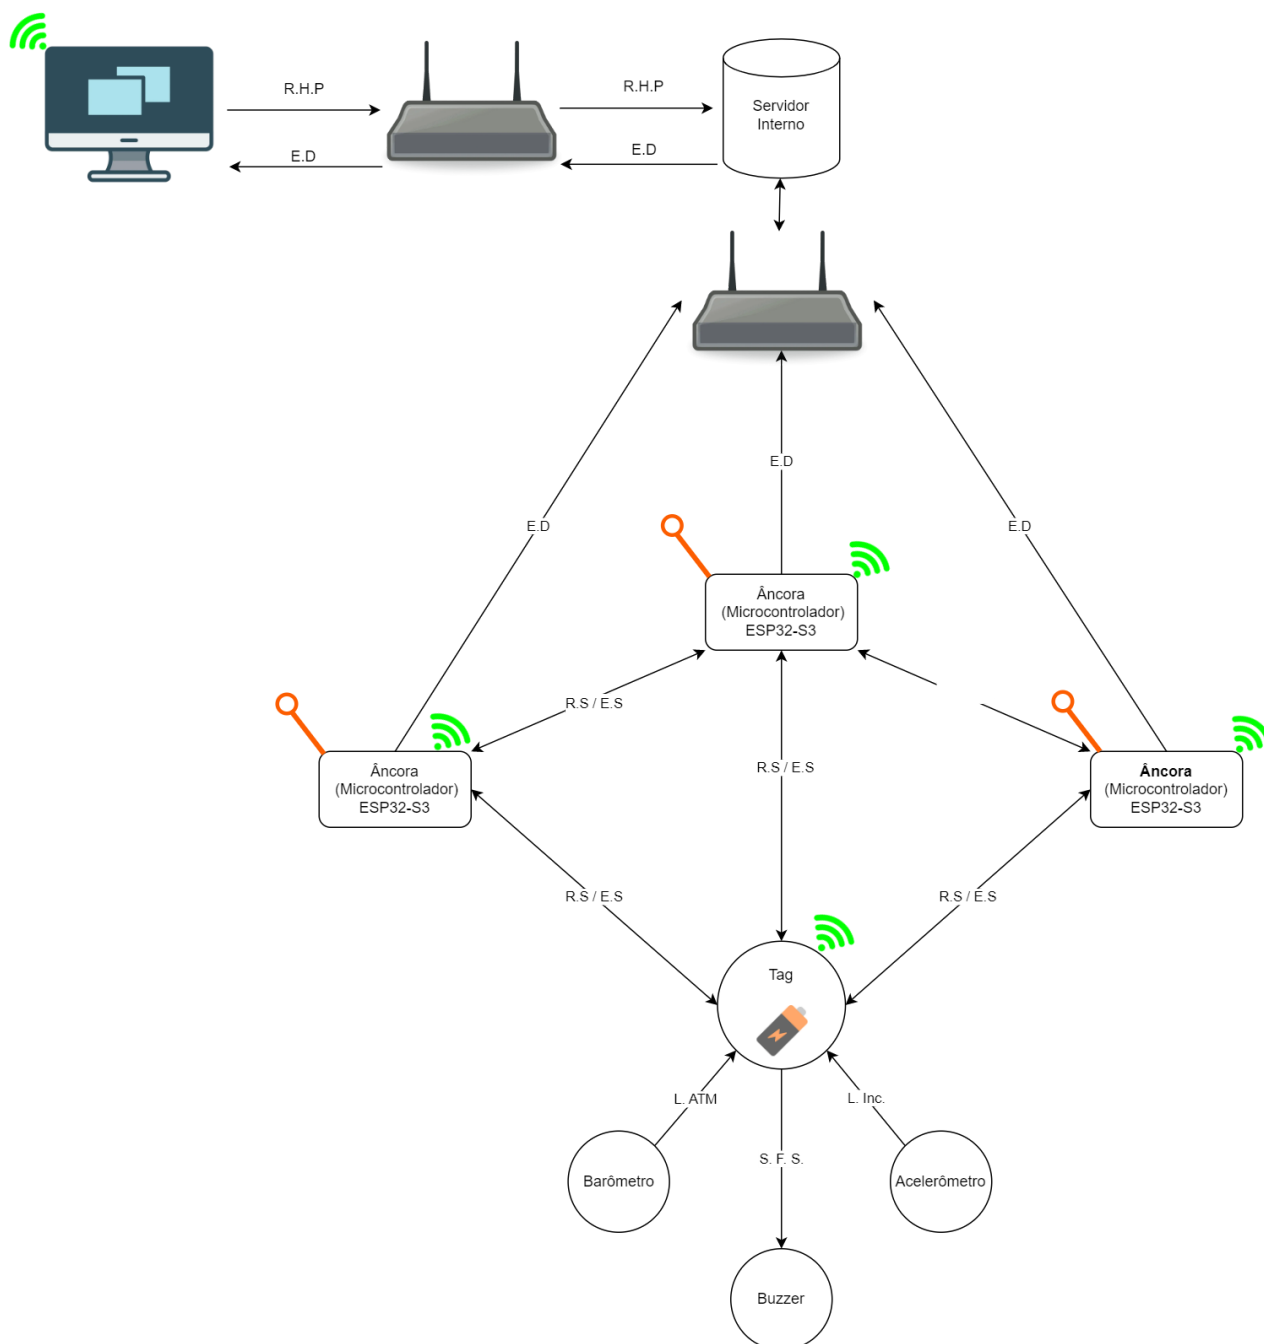 R.H.P
R.H.P
E.D
E.D
Servidor
Interno
E.D
E.D
E.D
Âncora
(Microcontrolador)
ESP32-S3
R.S / E.S
Âncora
(Microcontrolador)
ESP32-S3
R.S / E.S
Âncora
(Microcontrolador)
ESP32-S3
R.S / E.S
R.S / E.S
Tag
L. ATM
L. Inc.
S. F. S.
Barômetro
Acelerômetro
Buzzer